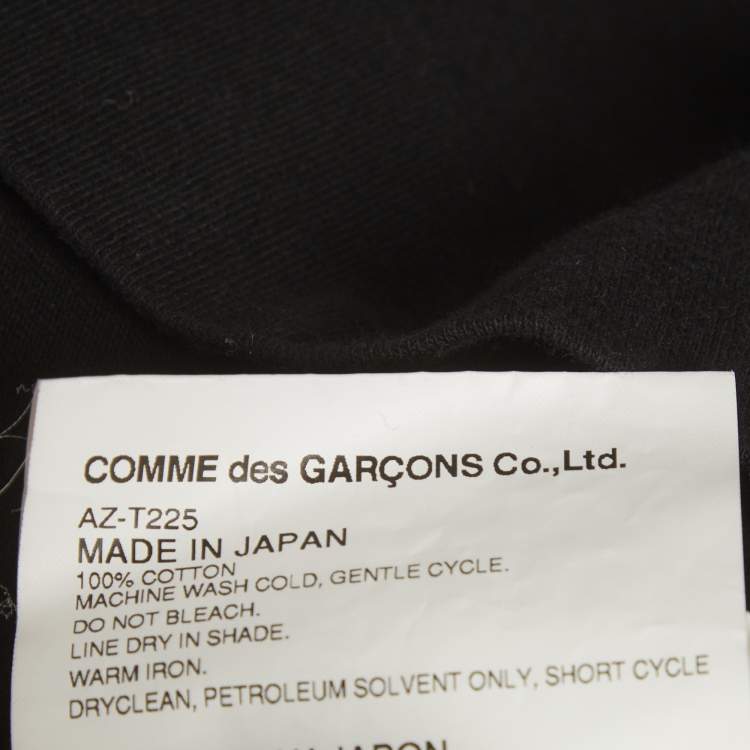 COMME des GARÇONS Co.,Ltd.
AZ-T225
MADE IN JAPAN
100% COTTON
MACHINE WASH COLD, GENTLE CYCLE.
DO NOT BLEACH.
LINE DRY IN SHADE.
WARM IRON.
DRYCLEAN, PETROLEUM SOLVENT ONLY, SHORT CYCLE
JAPON